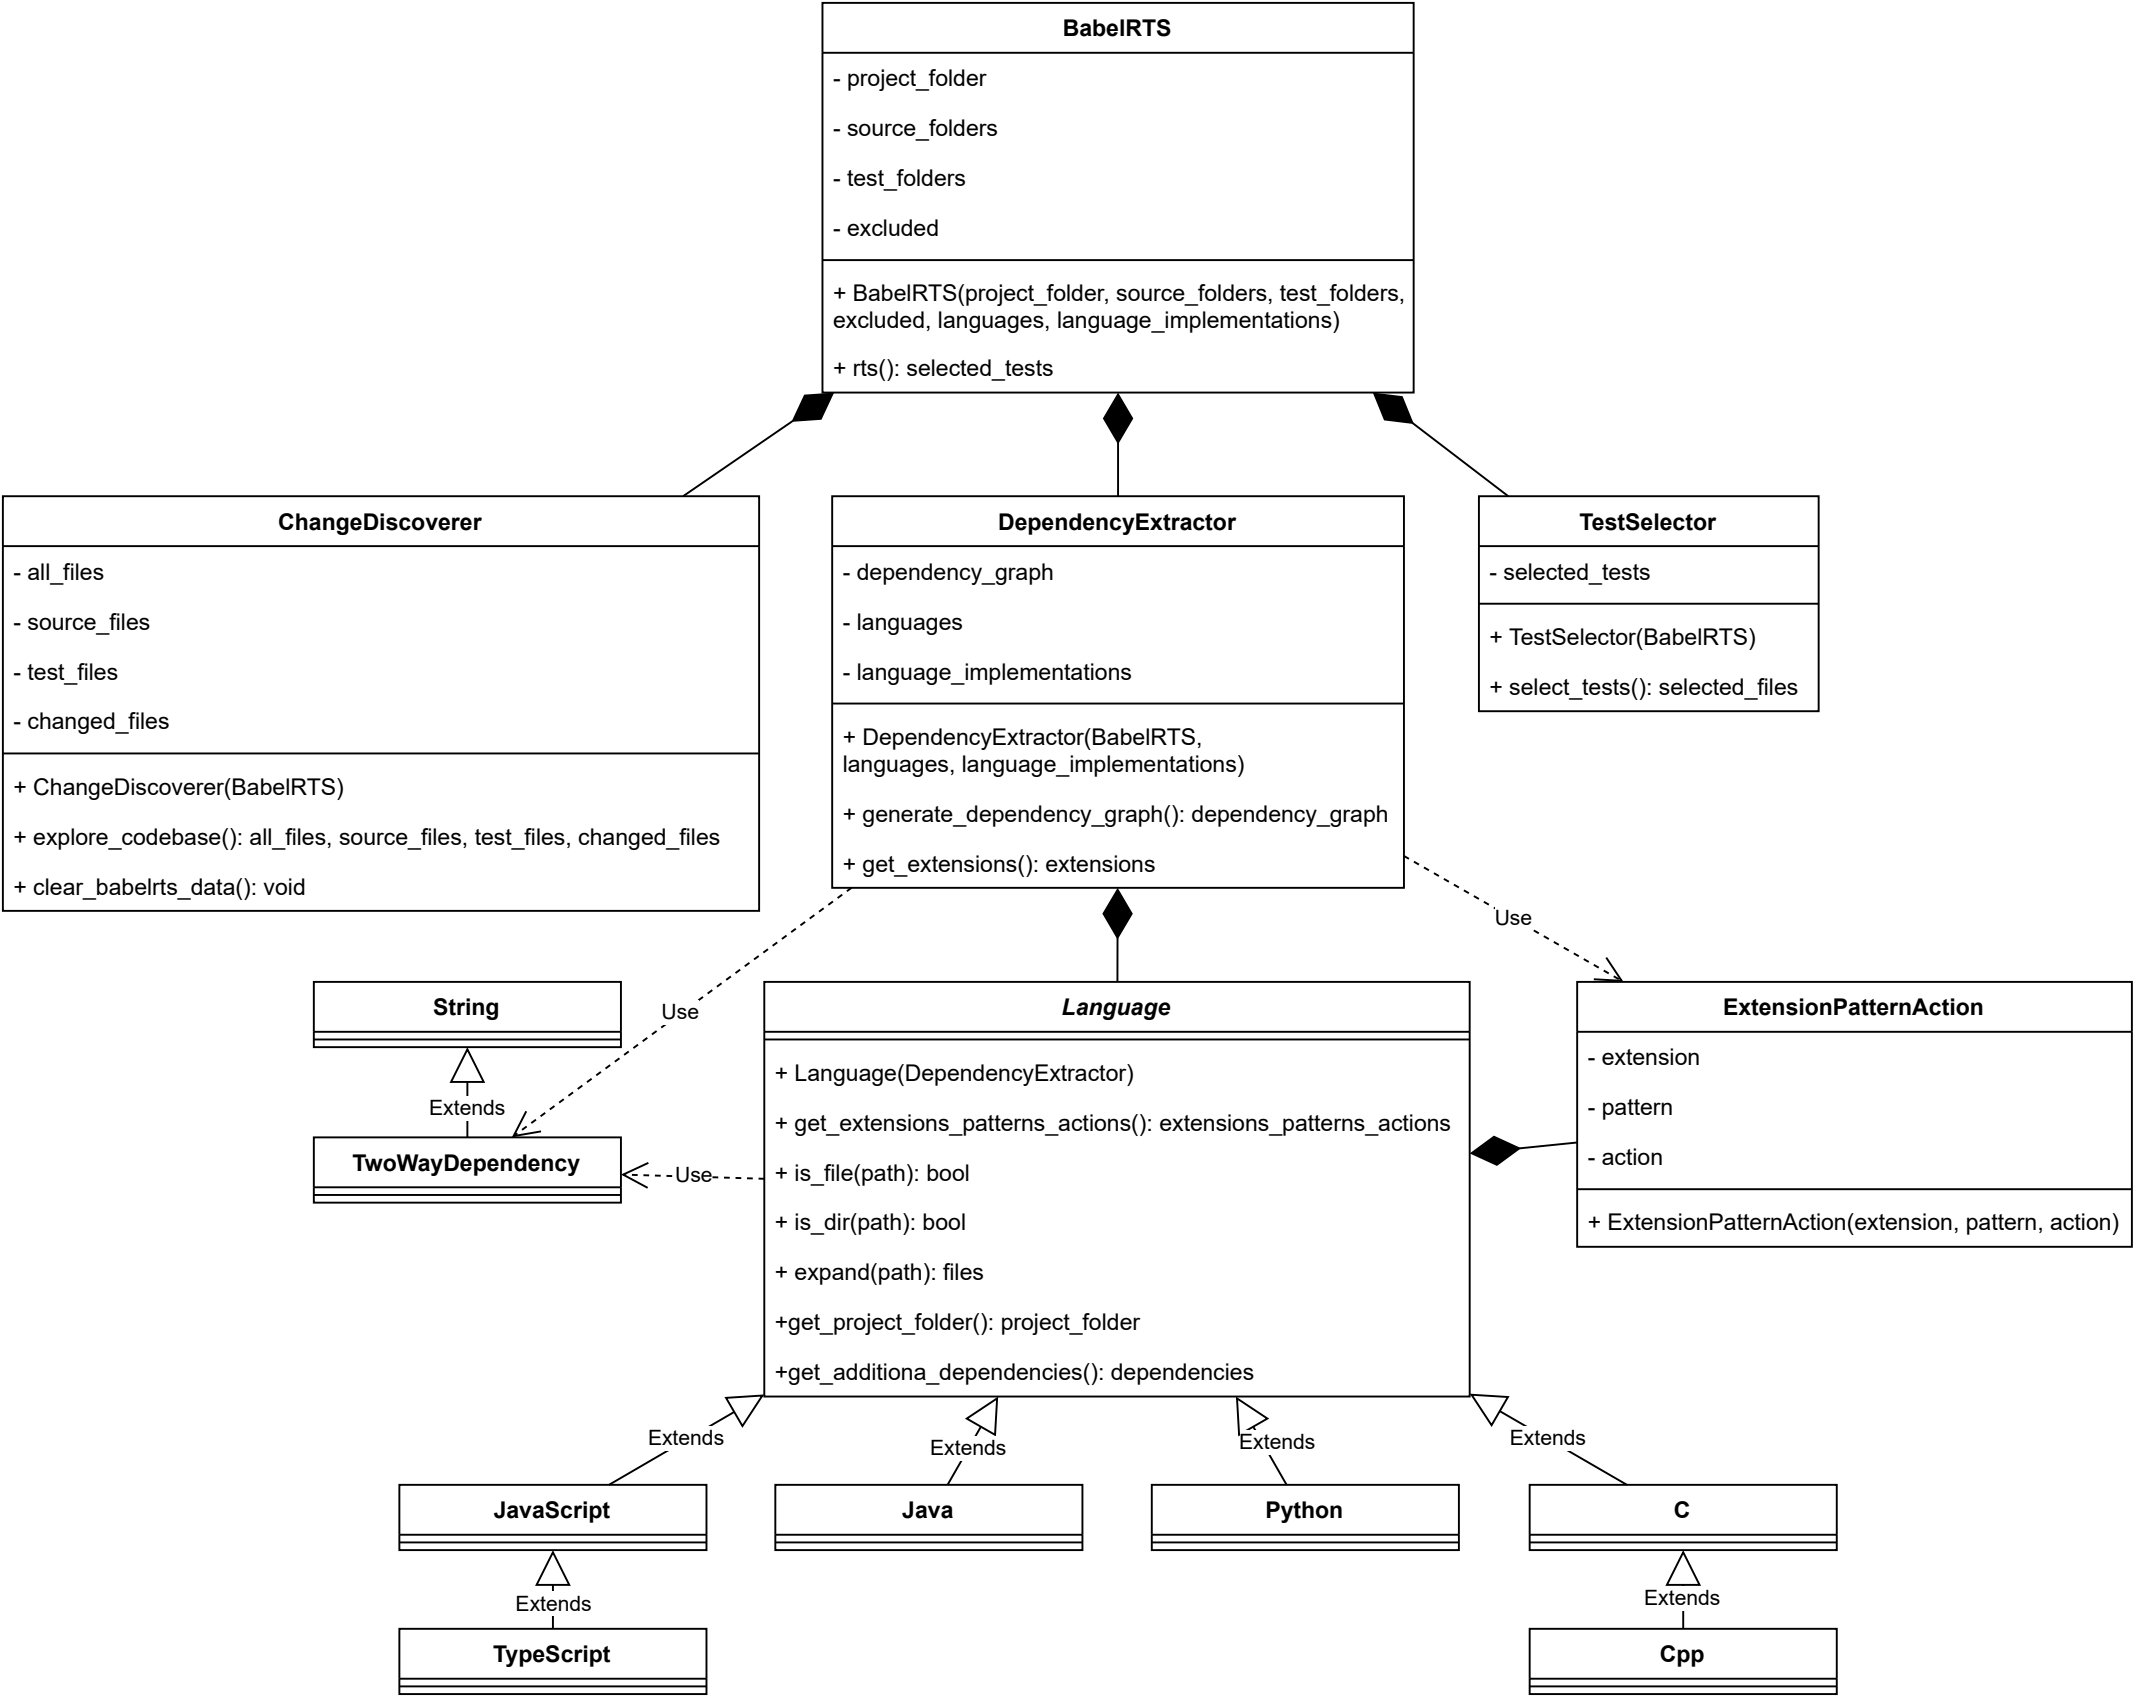 BabelRTS
- project_folder
- source_folders
- test_folders
- excluded
+ BabelRTS(project_folder, source_folders, test_folders,
excluded, languages, language_implementations)
+ rts(): selected_tests
ChangeDiscoverer
- all_files
- source_files
- test_files
- changed_files
+ ChangeDiscoverer(BabelRTS)
+ explore_codebase(): all_files, source_files, test_files, changed_files
+ clear_babelrts_data(): void
DependencyExtractor
- dependency_graph
- languages
- language_implementations
+ DependencyExtractor(BabelRTS,
languages, language_implementations)
+ generate_dependency_graph(): dependency_graph
+ get_extensions(): extensions
TestSelector
- selected_tests
+ TestSelector(BabelRTS)
+ select_tests(): selected_files
Use
Use
String
Extends
TwoWayDependency
Use
Language
+ Language(DependencyExtractor)
+ get_extensions_patterns_actions(): extensions_patterns_actions
+ is_file(path): bool
+ is_dir(path): bool
+ expand(path): files
+get_project_folder(): project_folder
+get_additiona_dependencies(): dependencies
ExtensionPatternAction
- extension
- pattern
- action
+ ExtensionPatternAction(extension, pattern, action)
Extends
Extends
Extends
Extends
JavaScript
Java
Python
C
Extends
Extends
TypeScript
Cpp